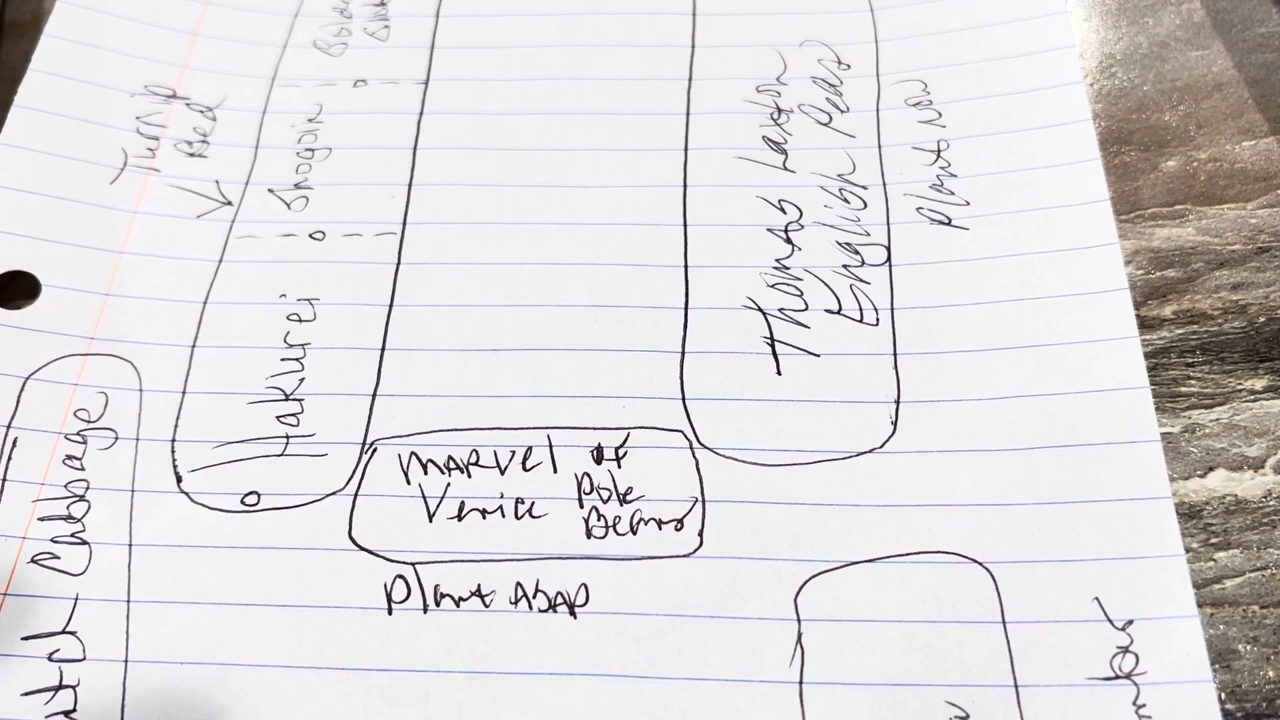 Turnip
Bed
Shogoin
Hakurei
Thomas Laxton
English Peas
Plant now
MARVEL OF
Venice Pole
Beans
Plant ASAP
Cabbage